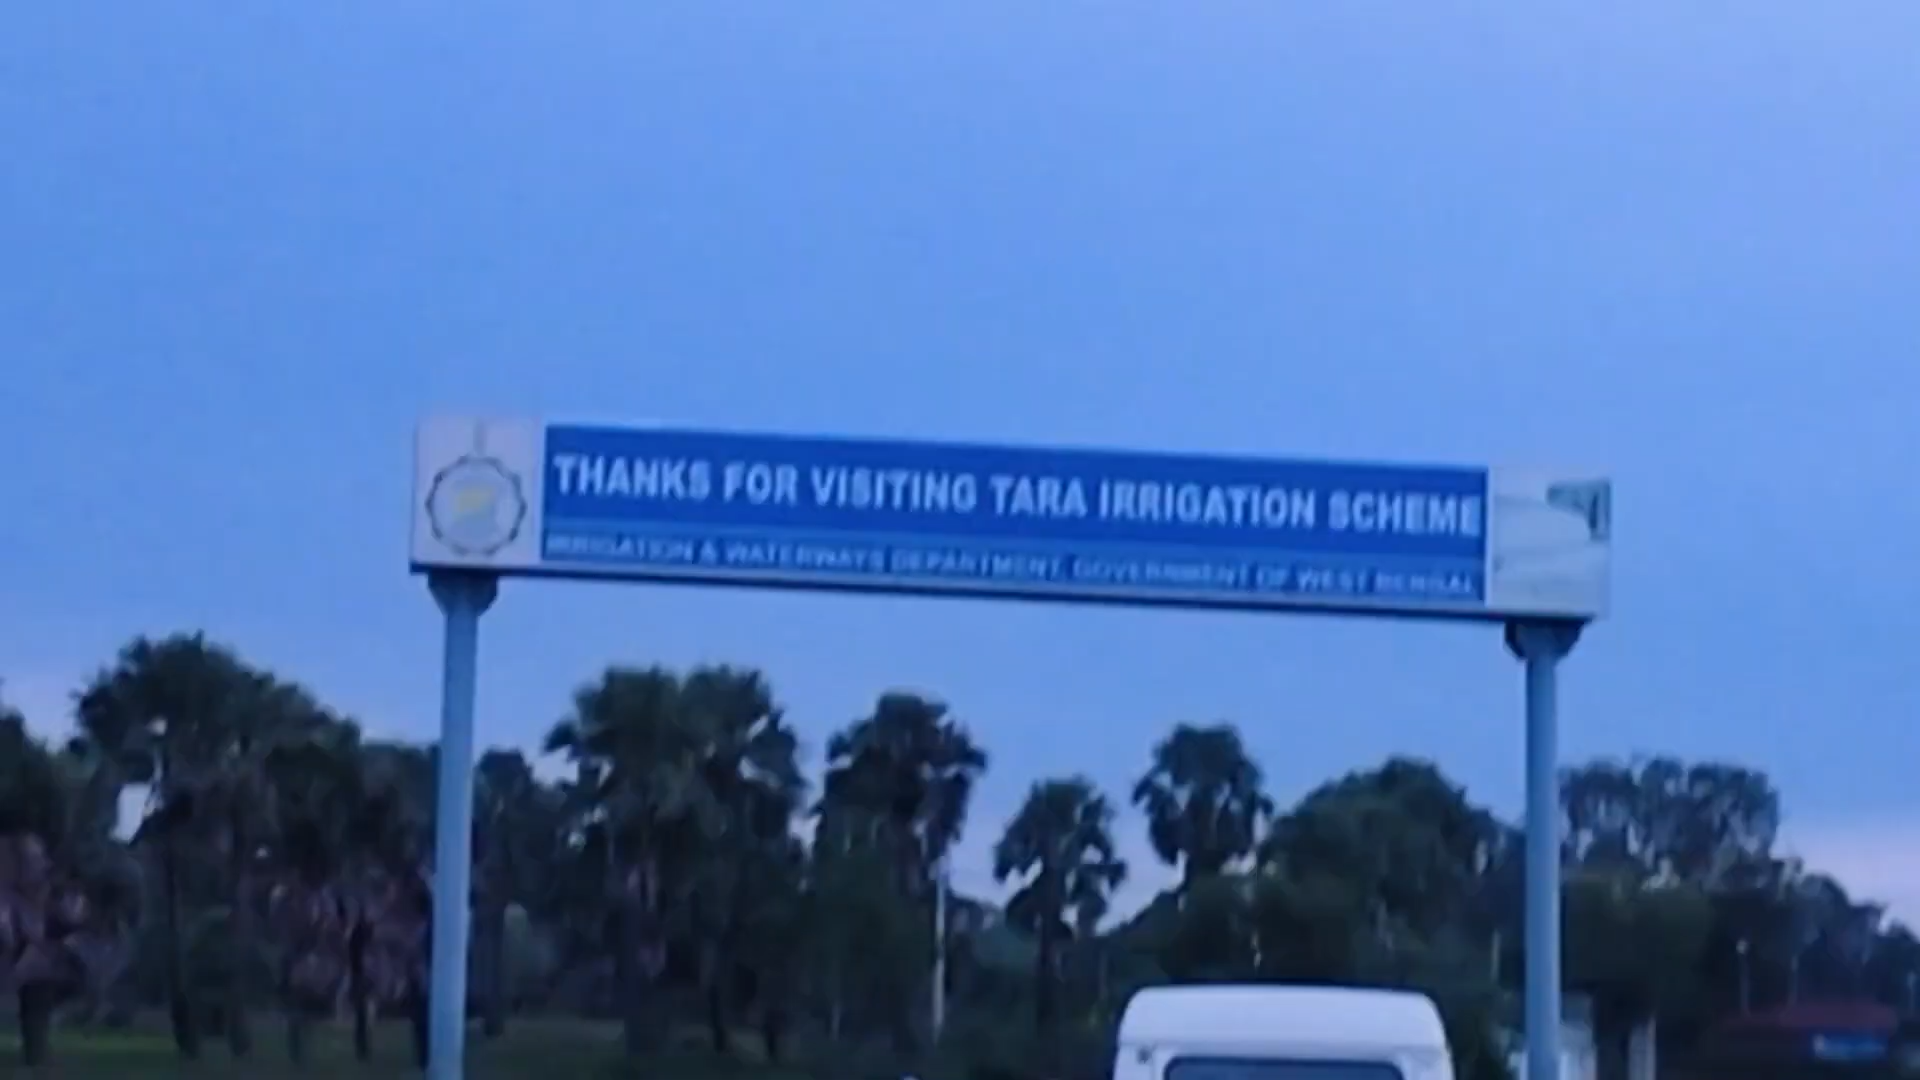 THANKS FOR VISITING TARA IRRIGATION SCHEME
IRRIGATION & WATERWAYS DEPARTMENT, GOVERNMENT OF WEST BENGAL